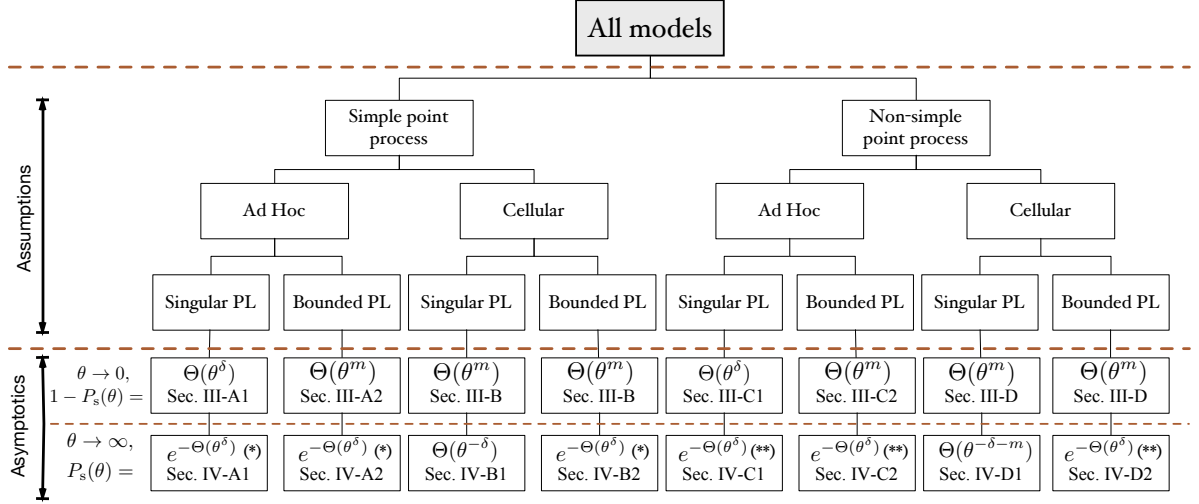 All models
Assumptions
Simple point
process
Non-simple
point process
Ad Hoc
Cellular
Ad Hoc
Cellular
Singular PL
Bounded PL
Singular PL
Bounded PL
Singular PL
Bounded PL
Singular PL
Bounded PL
Asymptotics
θ → 0,
1 − Pₛ(θ) =
Θ(θ^δ)
Sec. III-A1
Θ(θ^m)
Sec. III-A2
Θ(θ^m)
Sec. III-B
Θ(θ^m)
Sec. III-B
Θ(θ^δ)
Sec. III-C1
Θ(θ^m)
Sec. III-C2
Θ(θ^m)
Sec. III-D
Θ(θ^m)
Sec. III-D
θ → ∞,
Pₛ(θ) =
e^{−Θ(θ^δ)} (*)
Sec. IV-A1
e^{−Θ(θ^δ)} (*)
Sec. IV-A2
Θ(θ^{−δ})
Sec. IV-B1
e^{−Θ(θ^δ)} (*)
Sec. IV-B2
e^{−Θ(θ^δ)} (**)
Sec. IV-C1
e^{−Θ(θ^δ)} (**)
Sec. IV-C2
Θ(θ^{−δ−m})
Sec. IV-D1
e^{−Θ(θ^δ)} (**)
Sec. IV-D2